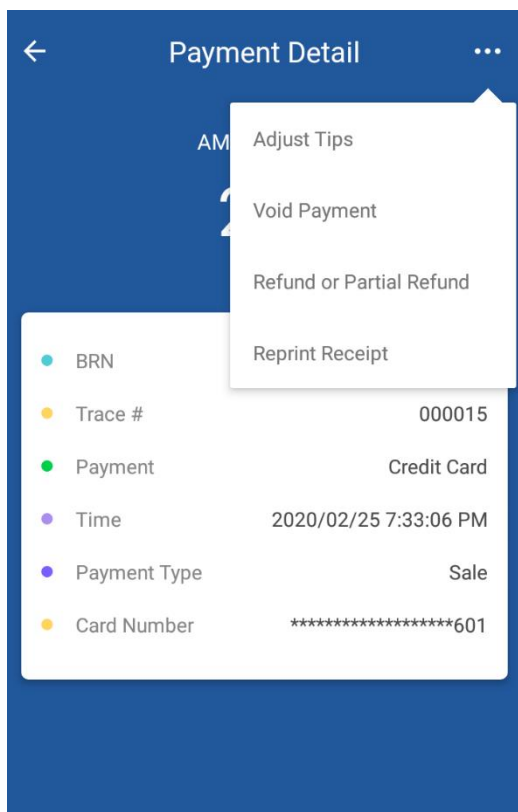 Payment Detail
Adjust Tips
Void Payment
Refund or Partial Refund
Reprint Receipt
BRN
Trace # 000015
Payment Credit Card
Time 2020/02/25 7:33:06 PM
Payment Type Sale
Card Number *******************601